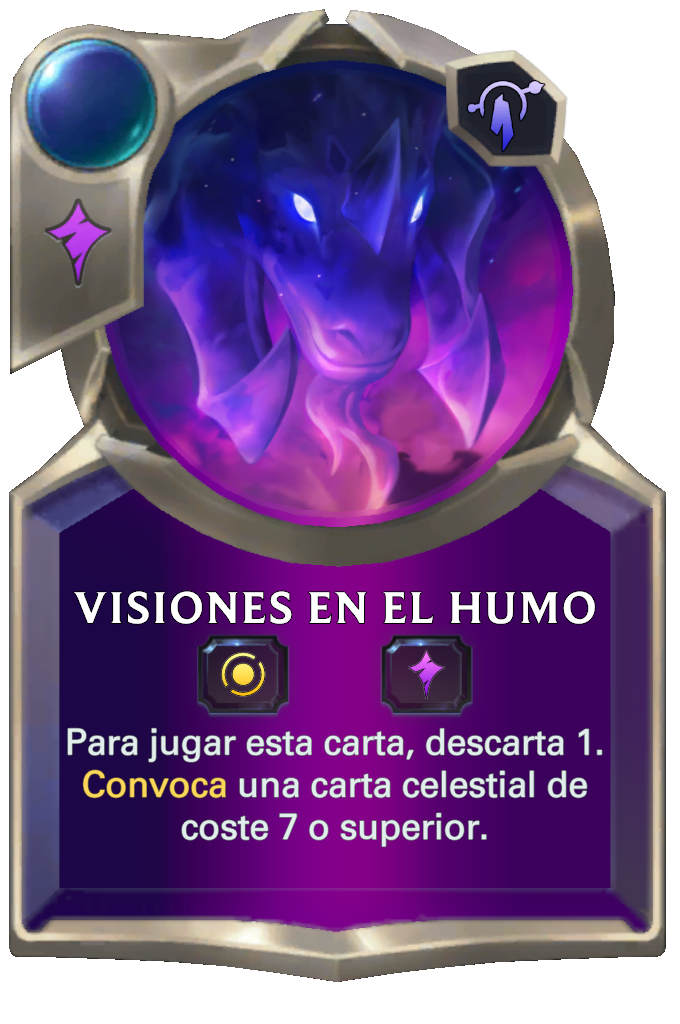 VISIONES EN EL HUMO
Para jugar esta carta, descarta 1.
Convoca una carta celestial de
coste 7 o superior.